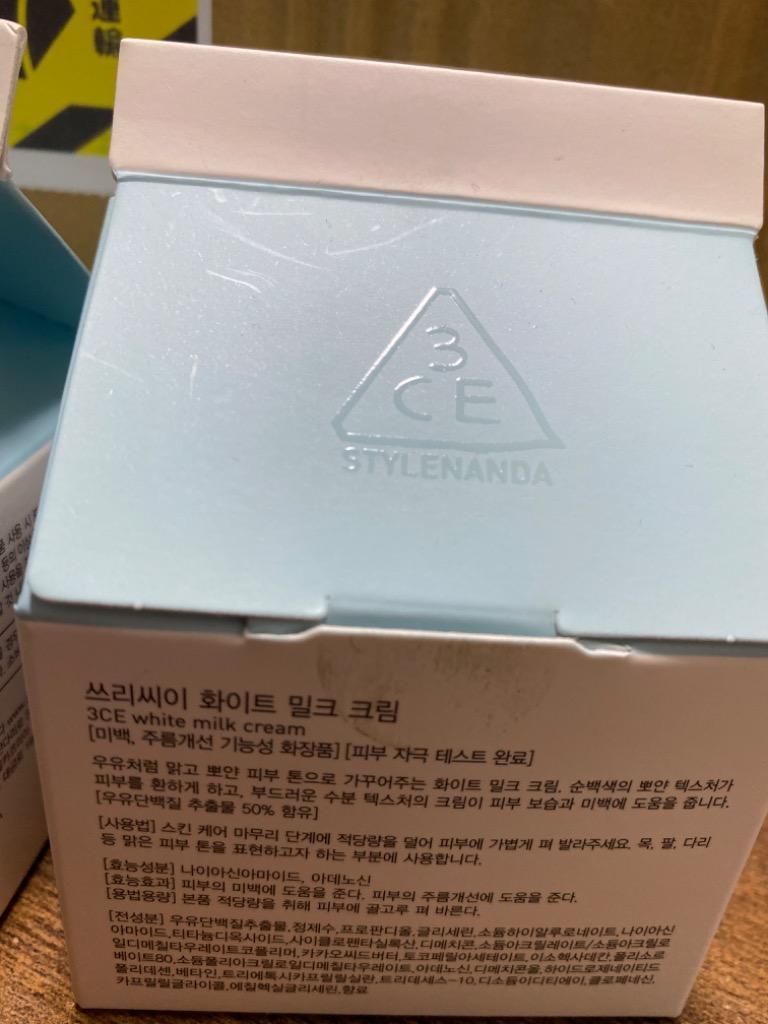 運
輸
3
CE
STYLENANDA
쓰리씨이 화이트 밀크 크림
3CE white milk cream
[미백, 주름개선 기능성 화장품] [피부 자극 테스트 완료]
우유처럼 맑고 뽀얀 피부 톤으로 가꾸어주는 화이트 밀크 크림. 순백색의 뽀얀 텍스처가
피부를 환하게 하고, 부드러운 수분 텍스처의 크림이 피부 보습과 미백에 도움을 줍니다.
[우유단백질 추출물 50% 함유]
[사용법] 스킨 케어 마무리 단계에 적당량을 덜어 피부에 가볍게 펴 발라주세요. 목, 팔, 다리
등 맑은 피부 톤을 표현하고자 하는 부분에 사용합니다.
[효능성분] 나이아신아마이드, 아데노신
[효능효과] 피부의 미백에 도움을 준다. 피부의 주름개선에 도움을 준다.
[용법용량] 본품 적당량을 취해 피부에 골고루 펴 바른다.
[전성분] 우유단백질추출물,정제수,프로판디올,글리세린,소듐하이알루로네이트,나이아신
아마이드,티타늄디옥사이드,사이클로펜타실록산,디메치콘,소듐아크릴레이트/소듐아크릴로
일디메칠타우레이트코폴리머,카카오씨드버터,토코페릴아세테이트,이소헥사데칸,폴리소르
베이트80,소듐폴리아크릴로일디메칠타우레이트,아데노신,디메치콘올,하이드로제네이티드
폴리데센,베타인,트리에톡시카프릴릴실란,트리데세스-10,디소듐이디티에이,클로페네신,
카프릴릴글라이콜,에칠헥실글리세린,향료